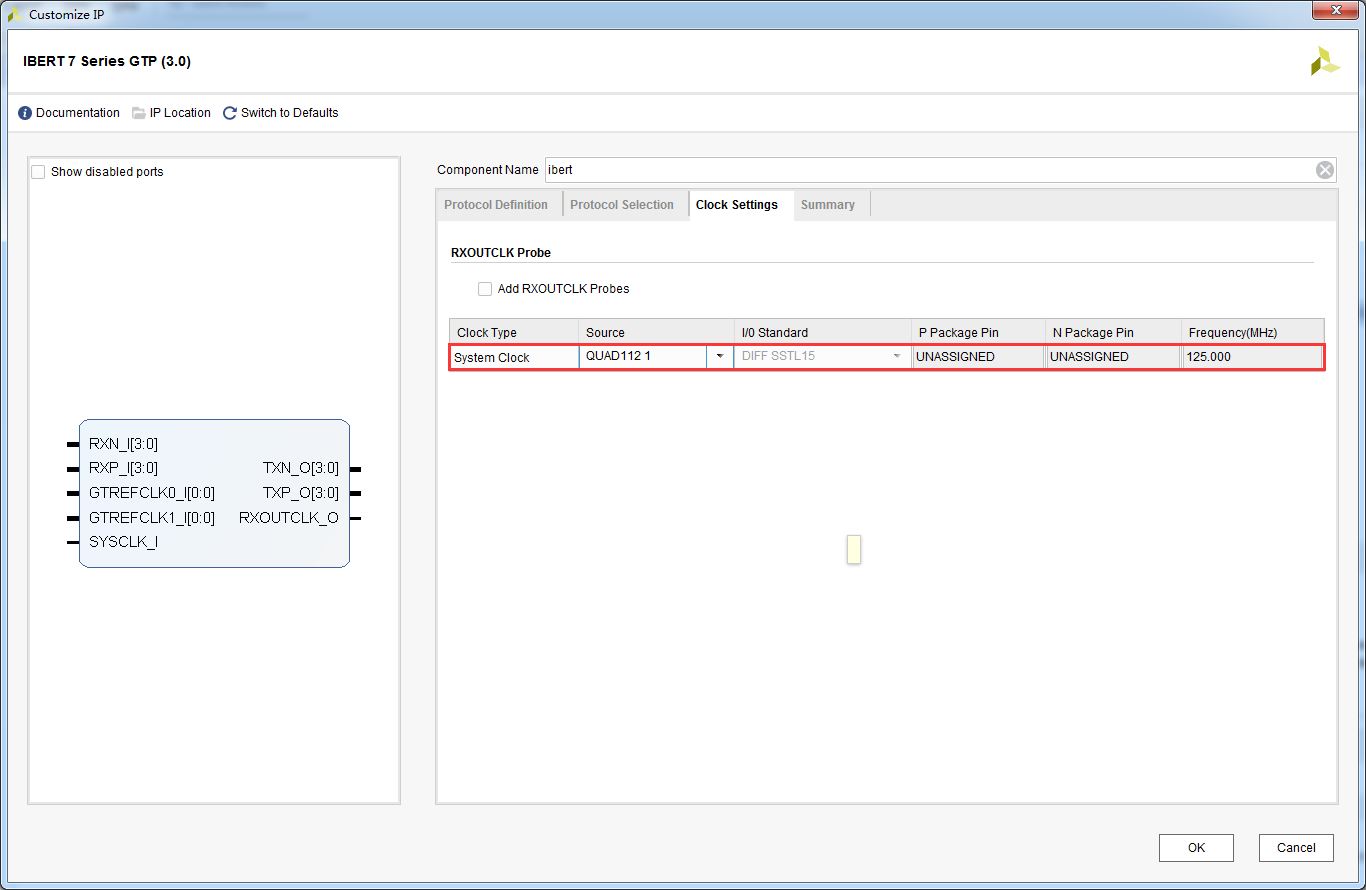 Customize IP
IBERT 7 Series GTP (3.0)
Documentation IP Location Switch to Defaults
Show disabled ports
Component Name ibert
Protocol Definition Protocol Selection Clock Settings Summary
RXOUTCLK Probe
Add RXOUTCLK Probes
Clock Type Source I/0 Standard P Package Pin N Package Pin Frequency(MHz)
System Clock QUAD112 1 DIFF SSTL15 UNASSIGNED UNASSIGNED 125.000
RXN_I[3:0]
RXP_I[3:0] TXN_O[3:0]
GTREFCLK0_I[0:0] TXP_O[3:0]
GTREFCLK1_I[0:0] RXOUTCLK_O
SYSCLK_I
OK Cancel